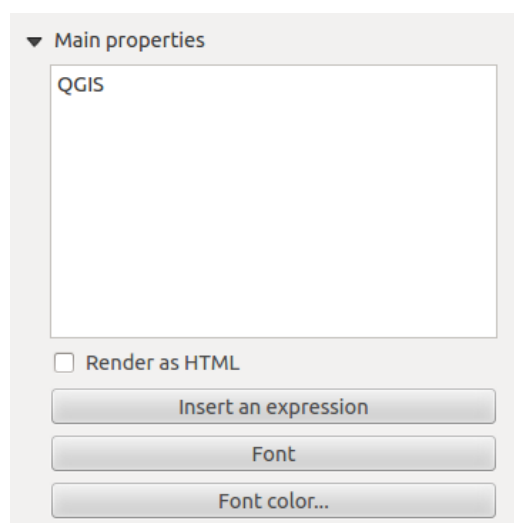 Main properties
QGIS
Render as HTML
Insert an expression
Font
Font color...